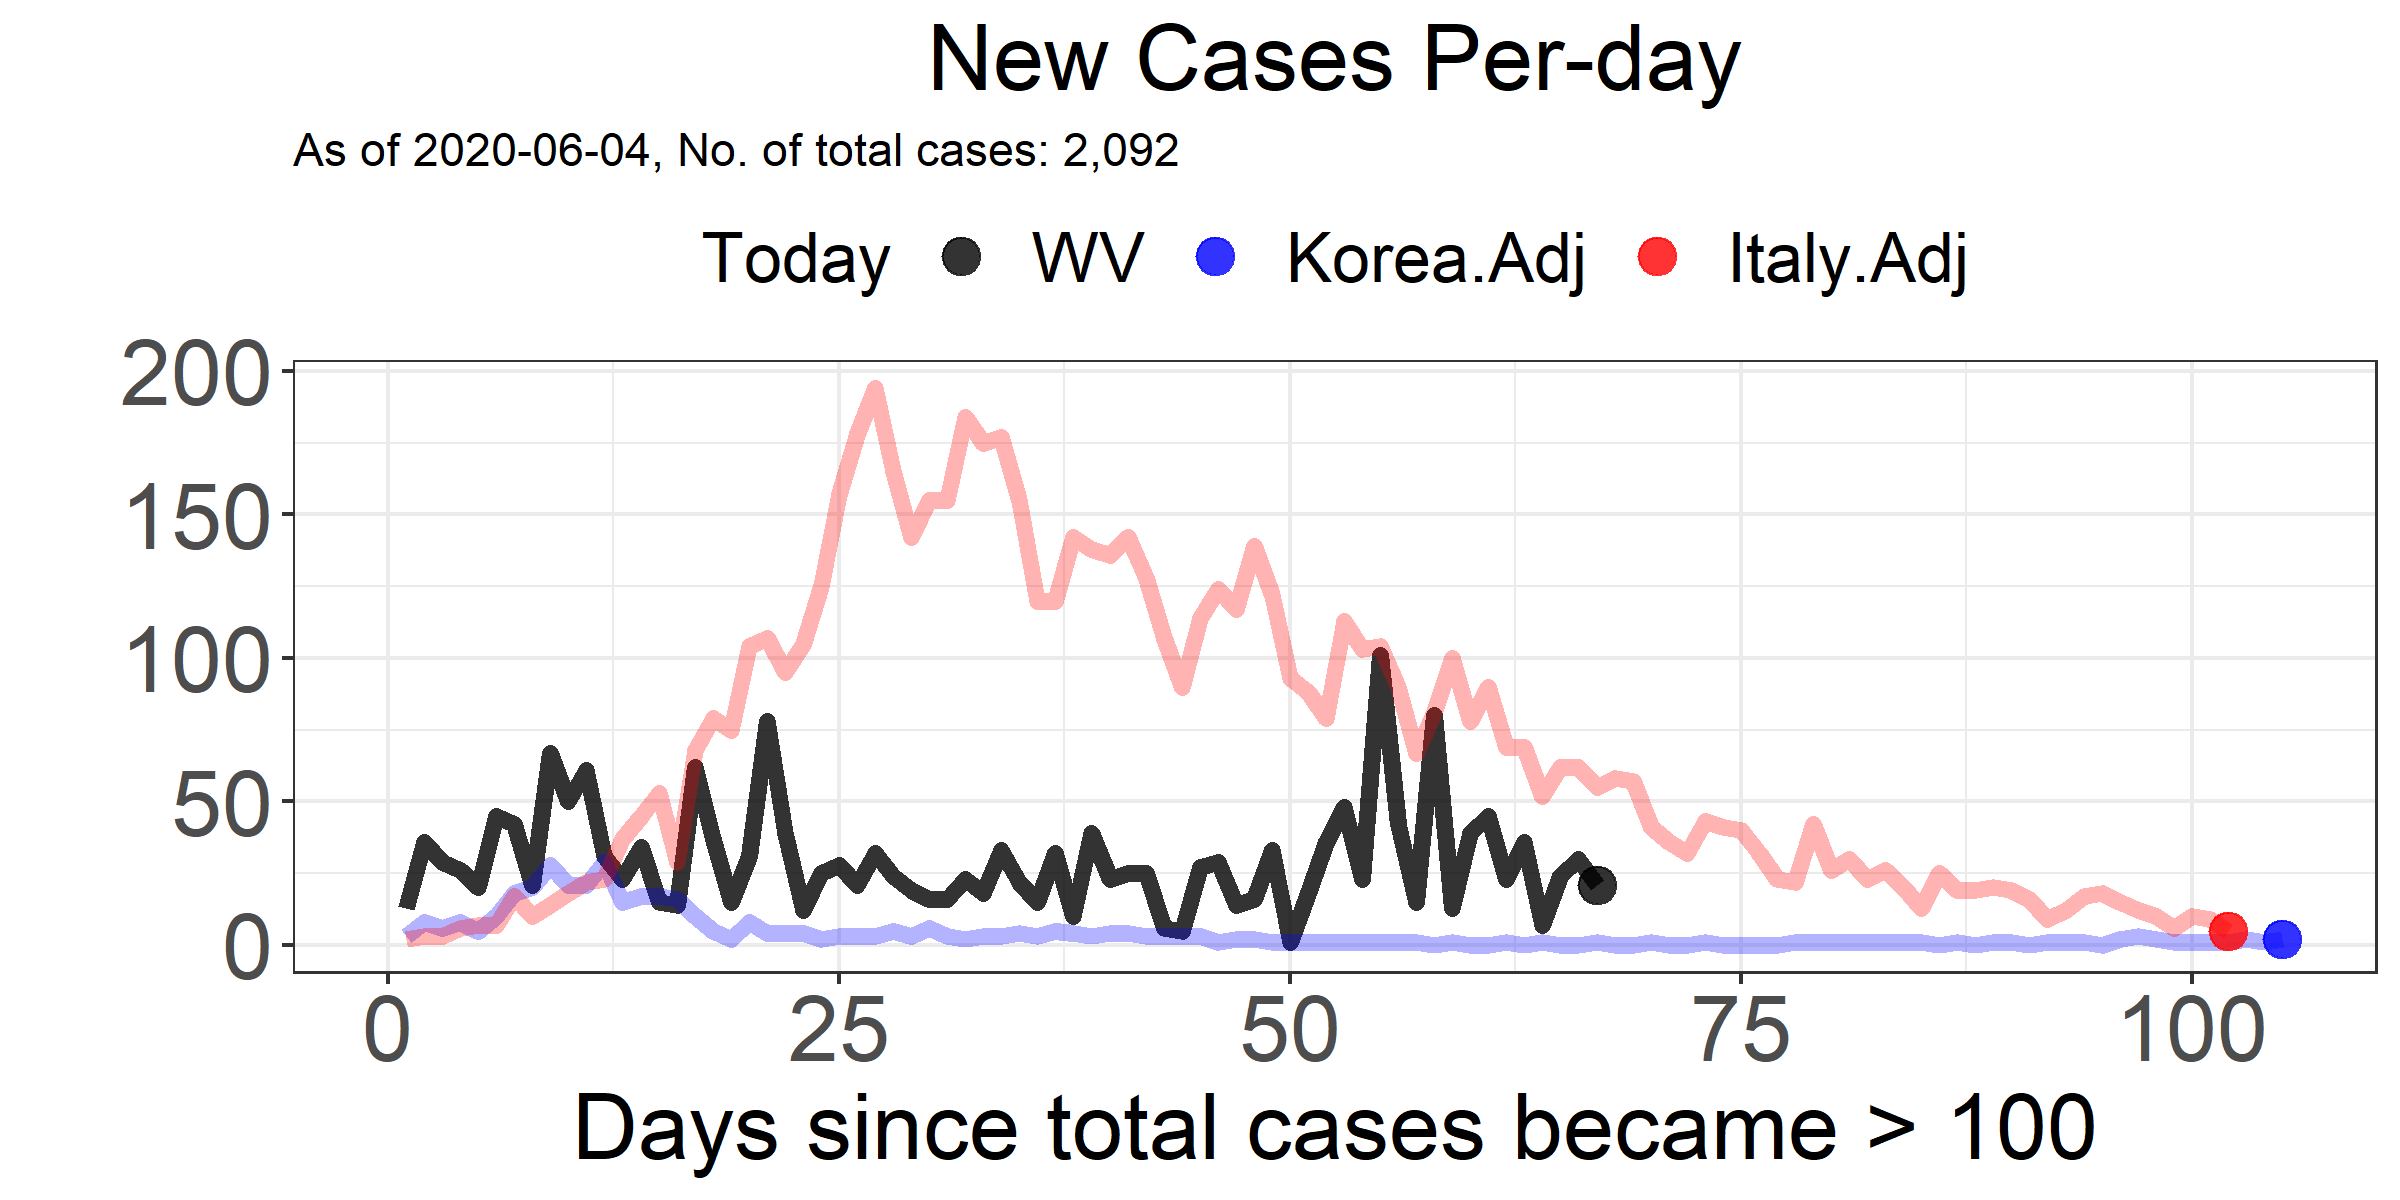 New Cases Per-day
As of 2020-06-04, No. of total cases: 2,092
Today WV Korea.Adj Italy.Adj
200
150
100
50
0
0 25 50 75 100
Days since total cases became > 100